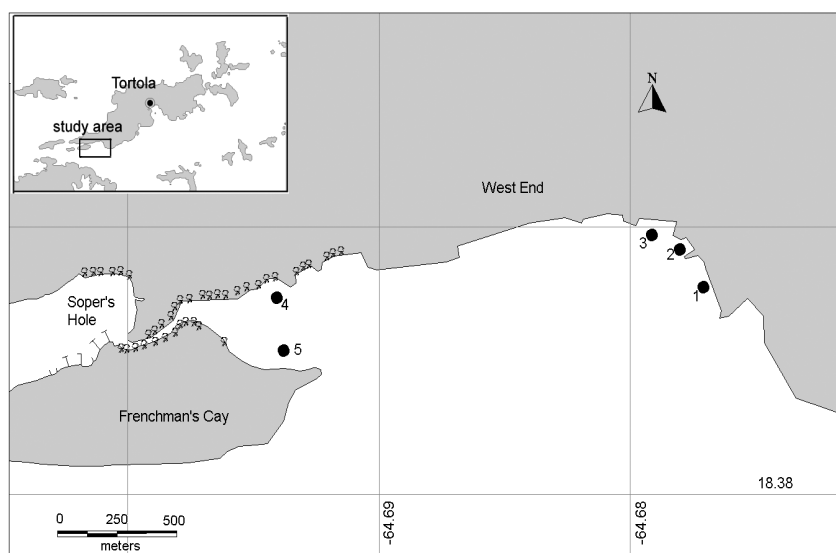 Tortola
study area
N
West End
3
2
1
4
5
Soper's
Hole
Frenchman's Cay
18.38
-64.69
-64.68
0 250 500
meters